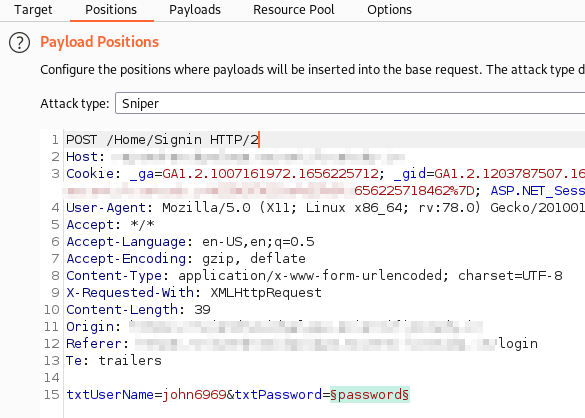 Target Positions Payloads Resource Pool Options
? Payload Positions
Configure the positions where payloads will be inserted into the base request. The attack type d
Attack type: Sniper
1 POST /Home/Signin HTTP/2
2 Host:
3 Cookie: _ga=GA1.2.1007161972.1656225712; _gid=GA1.2.1203787507.16
656225718462%7D; ASP.NET_Sess
4 User-Agent: Mozilla/5.0 (X11; Linux x86_64; rv:78.0) Gecko/201001
5 Accept: */*
6 Accept-Language: en-US,en;q=0.5
7 Accept-Encoding: gzip, deflate
8 Content-Type: application/x-www-form-urlencoded; charset=UTF-8
9 X-Requested-With: XMLHttpRequest
10 Content-Length: 39
11 Origin:
12 Referer: login
13 Te: trailers
14
15 txtUserName=john6969&txtPassword=§password§